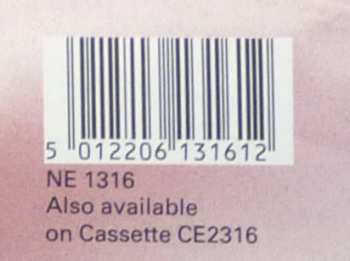 5 012206 131612
NE 1316
Also available
on Cassette CE2316